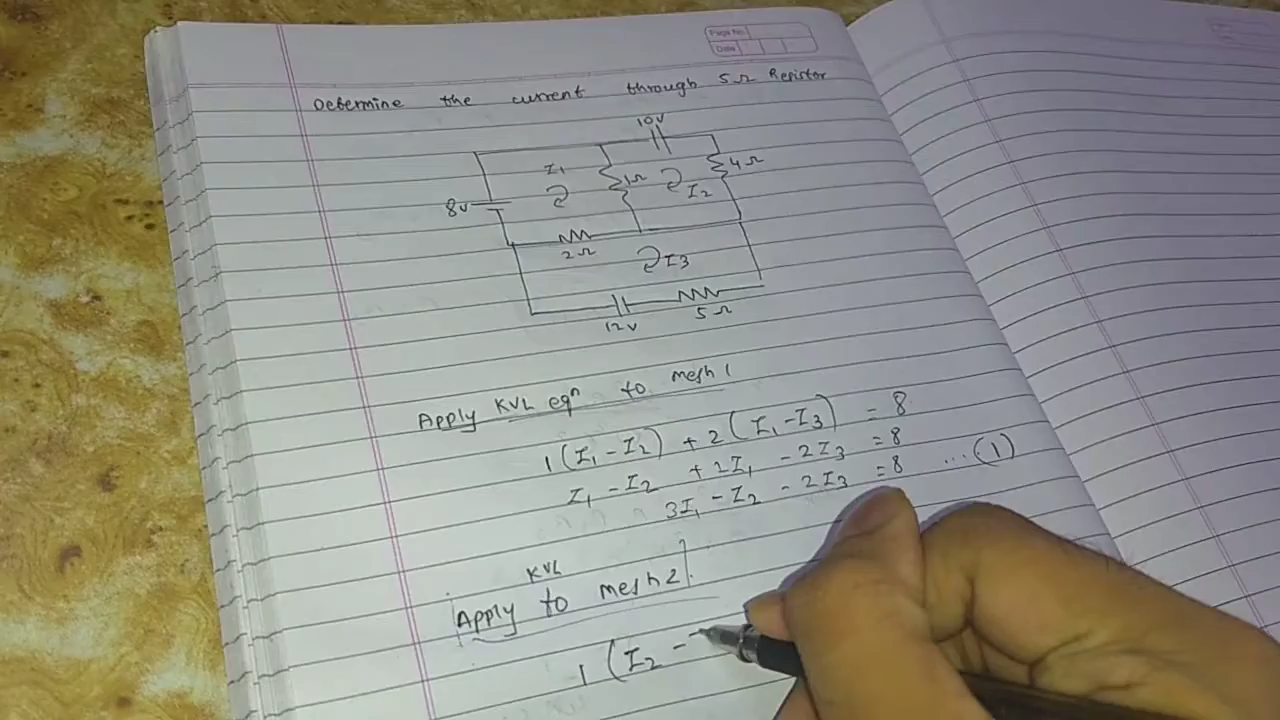 Page No.
Date
Determine the current through 5Ω Resistor
10V
I₁
1Ω
4Ω
I₂
8V
2Ω
I3
12V
5Ω
Apply KVL eqⁿ to mesh 1
1(I₁-I₂) + 2(I₁-I₃) = 8
I₁ - I₂ + 2I₁ - 2I₃ = 8
3I₁ - I₂ - 2I₃ = 8 ...(1)
KVL
Apply to mesh 2
1(I₂ -